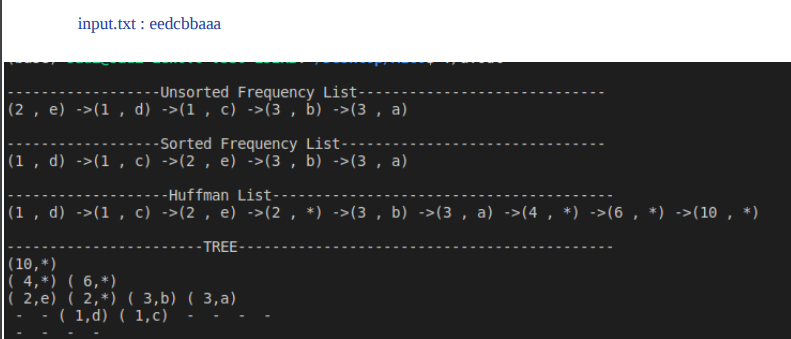 input.txt : eedcbbaaa
------------------Unsorted Frequency List-----------------------------
(2 , e) ->(1 , d) ->(1 , c) ->(3 , b) ->(3 , a)
------------------Sorted Frequency List-------------------------------
(1 , d) ->(1 , c) ->(2 , e) ->(3 , b) ->(3 , a)
-------------------Huffman List----------------------------------------
(1 , d) ->(1 , c) ->(2 , e) ->(2 , *) ->(3 , b) ->(3 , a) ->(4 , *) ->(6 , *) ->(10 , *)
-----------------------TREE--------------------------------------------
(10,*)
( 4,*) ( 6,*)
( 2,e) ( 2,*) ( 3,b) ( 3,a)
 -  - ( 1,d) ( 1,c)  -  -  -  -
 -  -  -  -